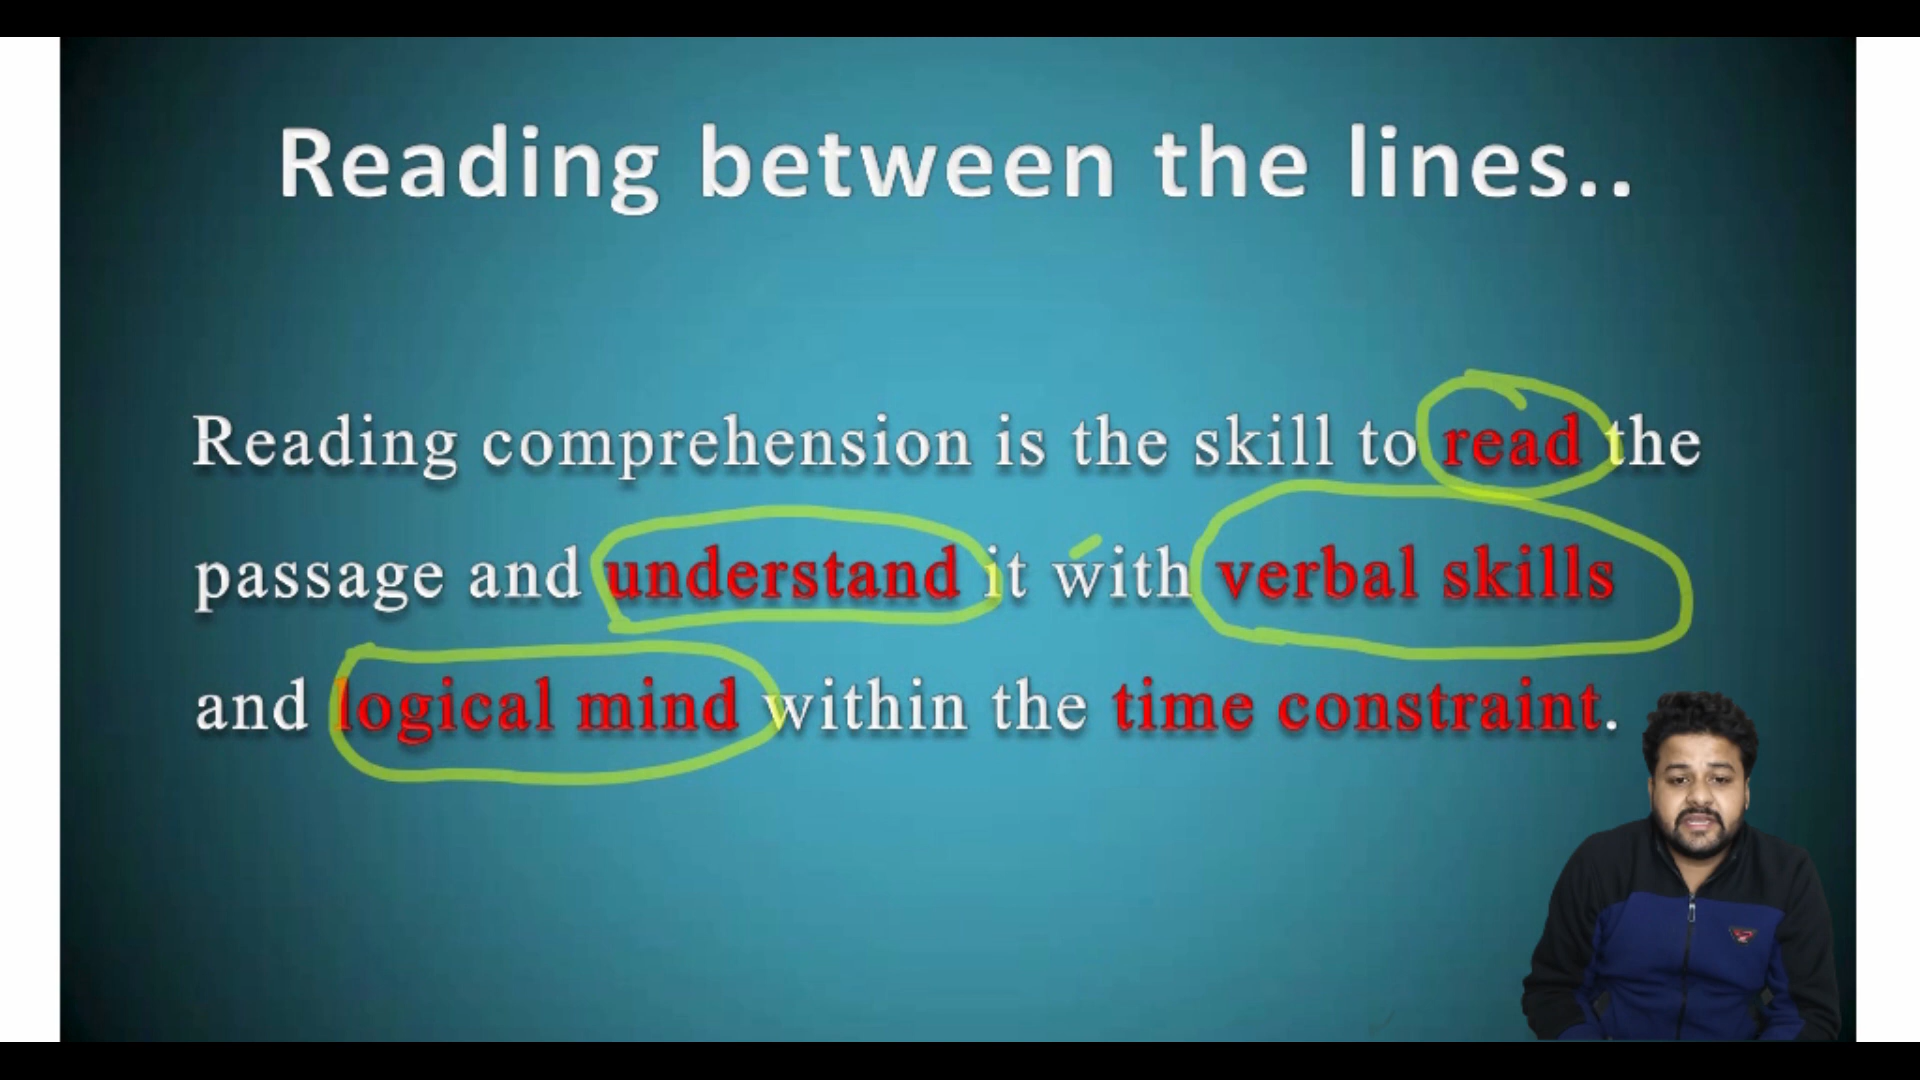 Reading between the lines..
Reading comprehension is the skill to read the
passage and understand it with verbal skills
and logical mind within the time constraint.